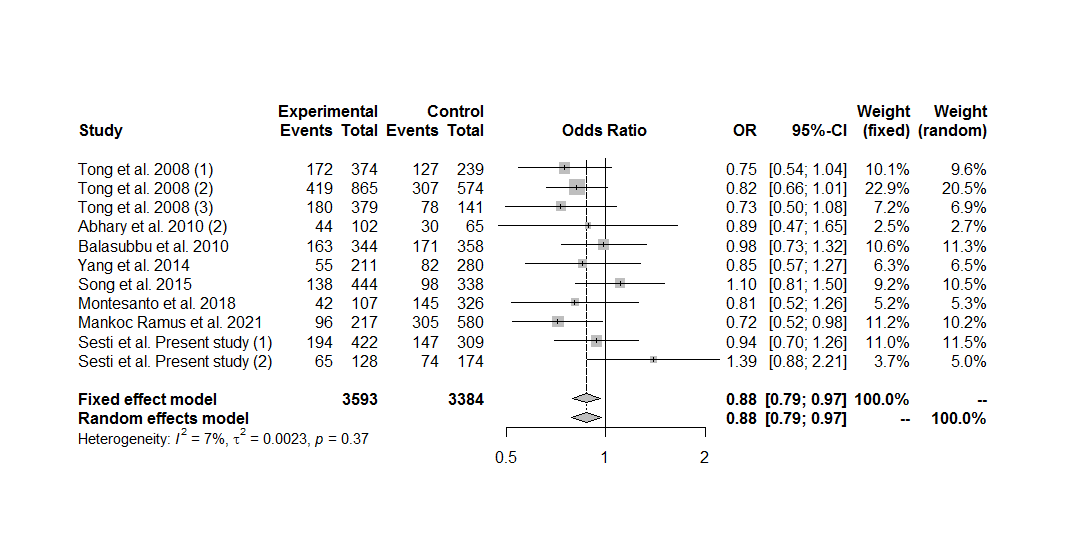 Experimental Control Weight Weight
Study Events Total Events Total Odds Ratio OR 95%-CI (fixed) (random)
Tong et al. 2008 (1) 172 374 127 239 0.75 [0.54; 1.04] 10.1% 9.6%
Tong et al. 2008 (2) 419 865 307 574 0.82 [0.66; 1.01] 22.9% 20.5%
Tong et al. 2008 (3) 180 379 78 141 0.73 [0.50; 1.08] 7.2% 6.9%
Abhary et al. 2010 (2) 44 102 30 65 0.89 [0.47; 1.65] 2.5% 2.7%
Balasubbu et al. 2010 163 344 171 358 0.98 [0.73; 1.32] 10.6% 11.3%
Yang et al. 2014 55 211 82 280 0.85 [0.57; 1.27] 6.3% 6.5%
Song et al. 2015 138 444 98 338 1.10 [0.81; 1.50] 9.2% 10.5%
Montesanto et al. 2018 42 107 145 326 0.81 [0.52; 1.26] 5.2% 5.3%
Mankoc Ramus et al. 2021 96 217 305 580 0.72 [0.52; 0.98] 11.2% 10.2%
Sesti et al. Present study (1) 194 422 147 309 0.94 [0.70; 1.26] 11.0% 11.5%
Sesti et al. Present study (2) 65 128 74 174 1.39 [0.88; 2.21] 3.7% 5.0%
Fixed effect model 3593 3384 0.88 [0.79; 0.97] 100.0% --
Random effects model 0.88 [0.79; 0.97] -- 100.0%
Heterogeneity: I² = 7%, τ² = 0.0023, p = 0.37
0.5 1 2